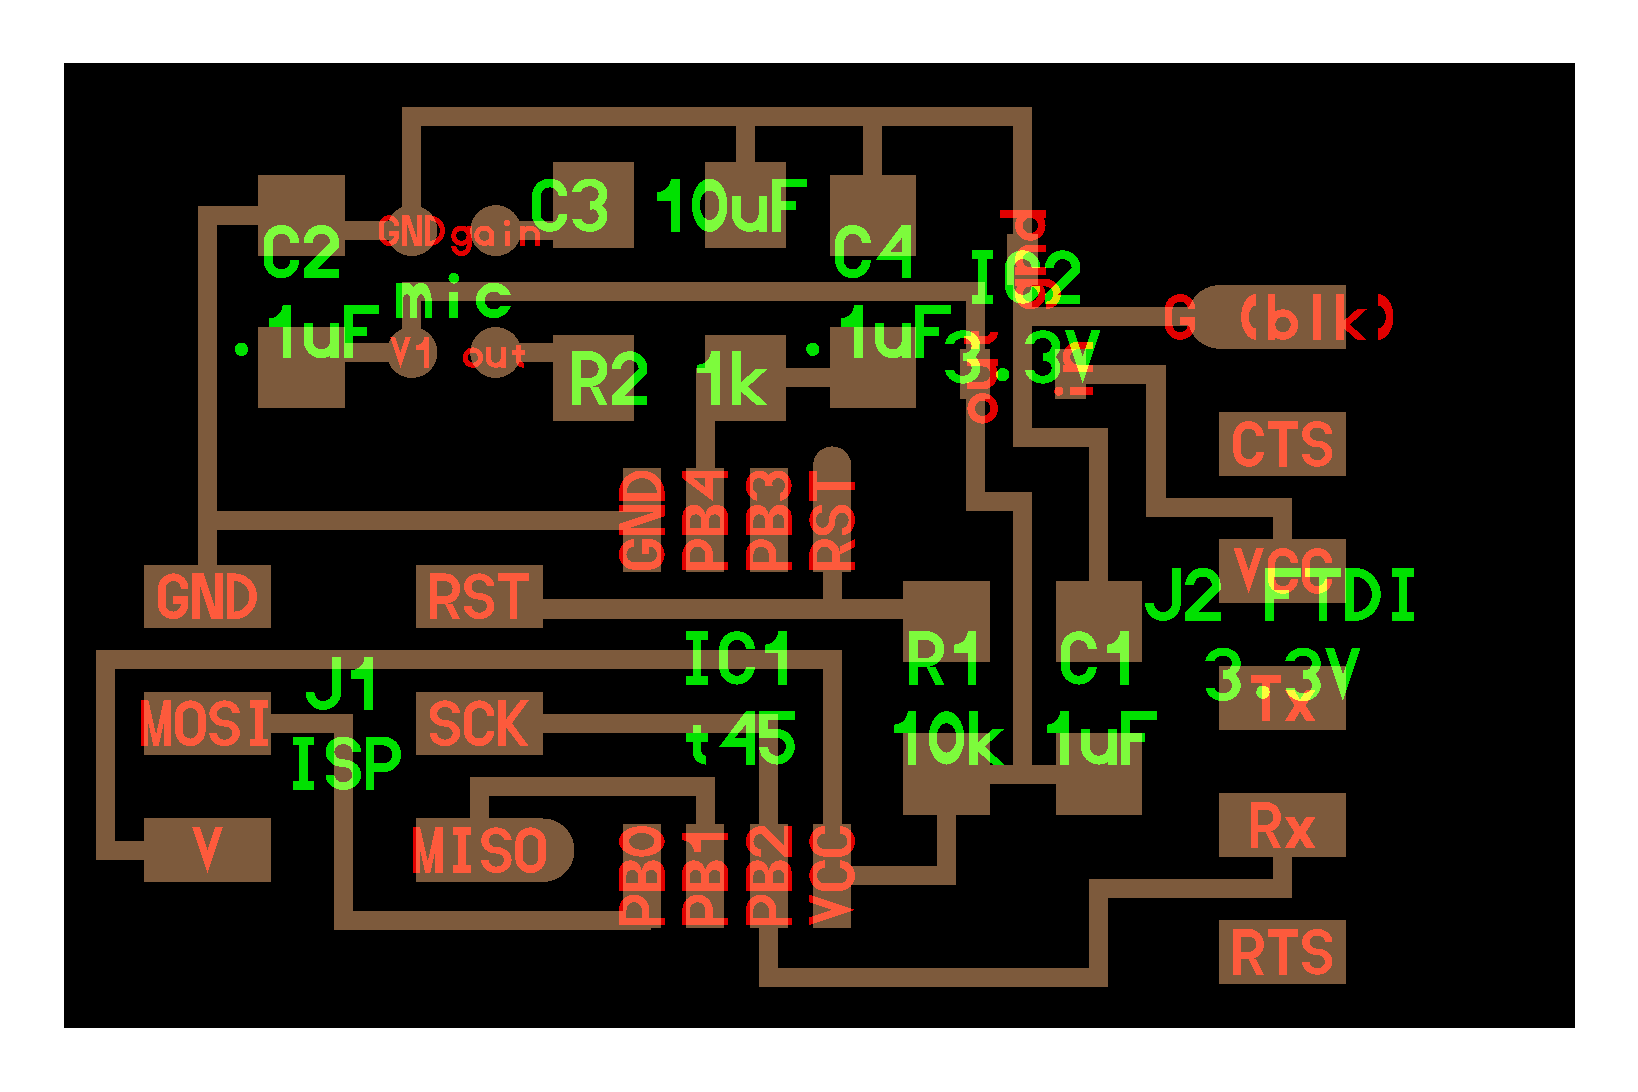 C3 10uF
C2
.1uF
GND gain
mic
V1 out
C4
.1uF
gnd
IC2
3.3V
out
in
G (blk)
R2 1k
CTS
GND PB4 PB3 RST
GND RST
VCC
J2 FTDI
3.3V
IC1
t45
R1
10k
C1
1uF
J1
ISP
MOSI SCK
Tx
V MISO
PB0 PB1 PB2 VCC
Rx
RTS